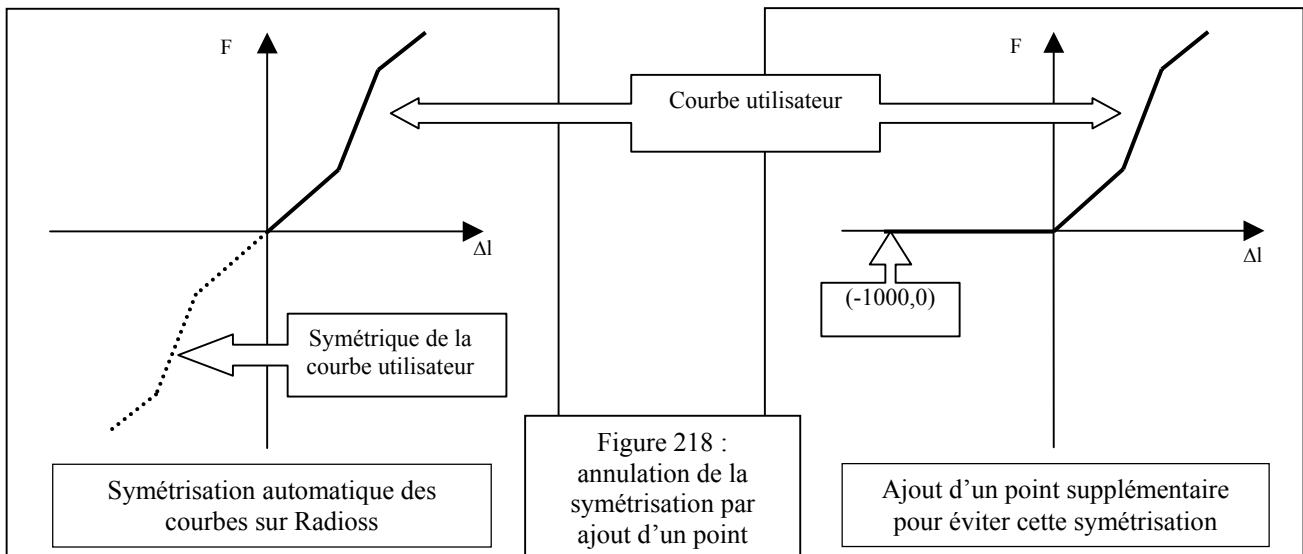 F
F
Courbe utilisateur
Δl
Δl
(-1000,0)
Symétrique de la
courbe utilisateur
Figure 218 :
annulation de la
symétrisation par
ajout d’un point
Symétrisation automatique des
courbes sur Radioss
Ajout d’un point supplémentaire
pour éviter cette symétrisation